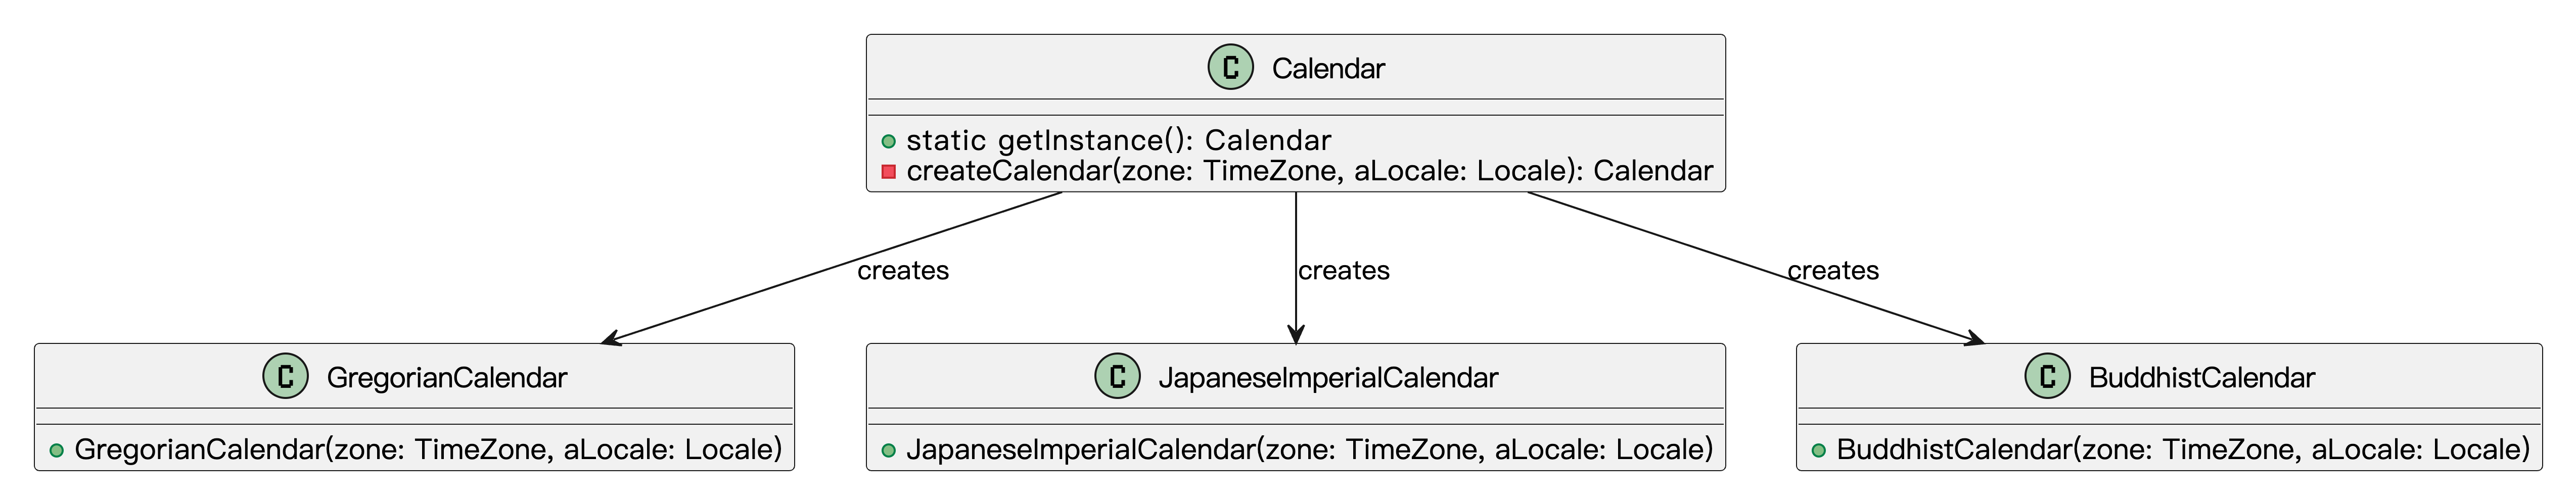 C Calendar
static getInstance(): Calendar
createCalendar(zone: TimeZone, aLocale: Locale): Calendar
creates
creates
creates
C GregorianCalendar
GregorianCalendar(zone: TimeZone, aLocale: Locale)
C JapaneseImperialCalendar
JapaneseImperialCalendar(zone: TimeZone, aLocale: Locale)
C BuddhistCalendar
BuddhistCalendar(zone: TimeZone, aLocale: Locale)